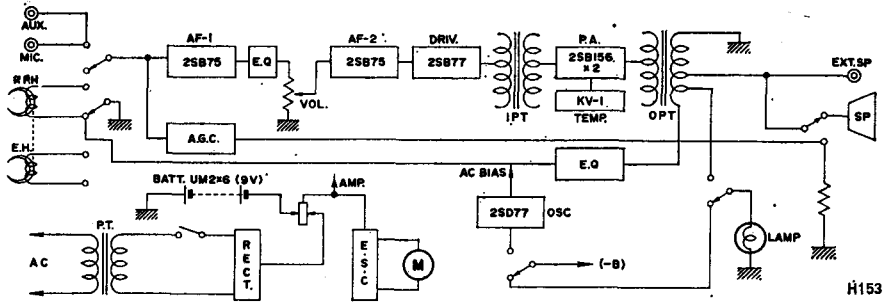 AUX.
MIC.
R.P.H
E.H.
AF-1
2SB75
E.Q
VOL.
AF-2
2SB75
DRIV.
2SB77
IPT
P.A.
2SB156
×2
KV-1
TEMP.
OPT
EXT.SP
SP
A.G.C.
E.Q
AC BIAS
2SD77
OSC
(-B)
LAMP
BATT. UM2×6 (9V)
AMP.
P.T.
AC
RECT.
E.S.C
M
H153